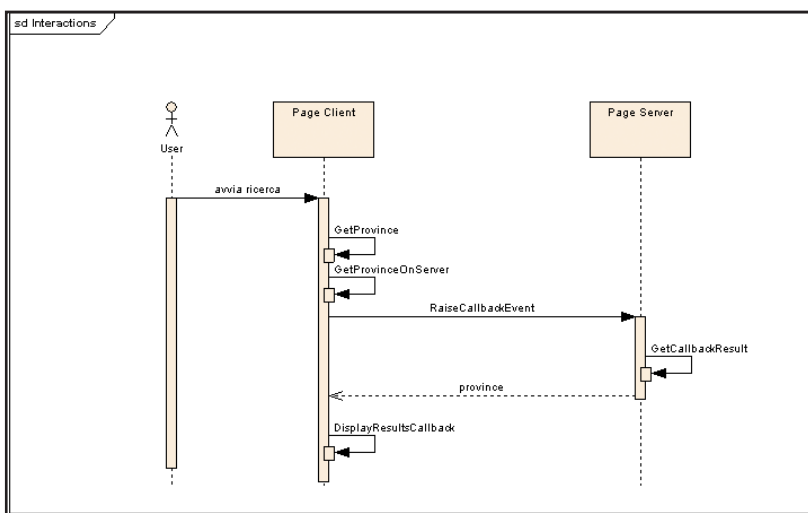 sd Interactions
Page Client
Page Server
User
avvia ricerca
GetProvince
GetProvinceOnServer
RaiseCallbackEvent
GetCallbackResult
province
DisplayResultsCallback